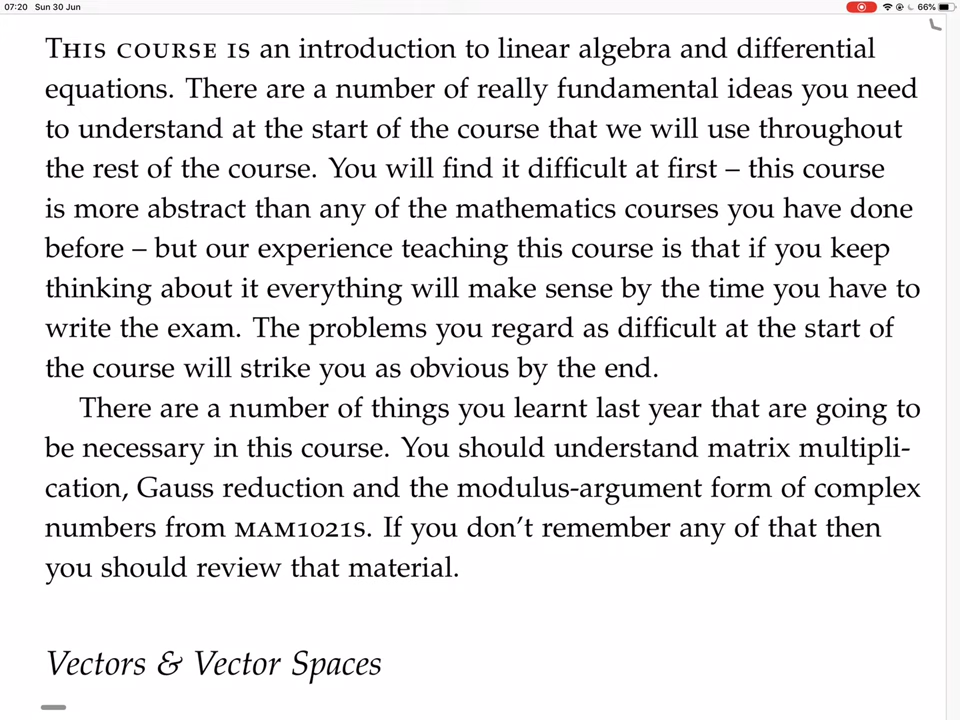 07:20 Sun 30 Jun 66%
THIS COURSE IS an introduction to linear algebra and differential
equations. There are a number of really fundamental ideas you need
to understand at the start of the course that we will use throughout
the rest of the course. You will find it difficult at first – this course
is more abstract than any of the mathematics courses you have done
before – but our experience teaching this course is that if you keep
thinking about it everything will make sense by the time you have to
write the exam. The problems you regard as difficult at the start of
the course will strike you as obvious by the end.
There are a number of things you learnt last year that are going to
be necessary in this course. You should understand matrix multipli-
cation, Gauss reduction and the modulus-argument form of complex
numbers from MAM1021S. If you don’t remember any of that then
you should review that material.
Vectors & Vector Spaces